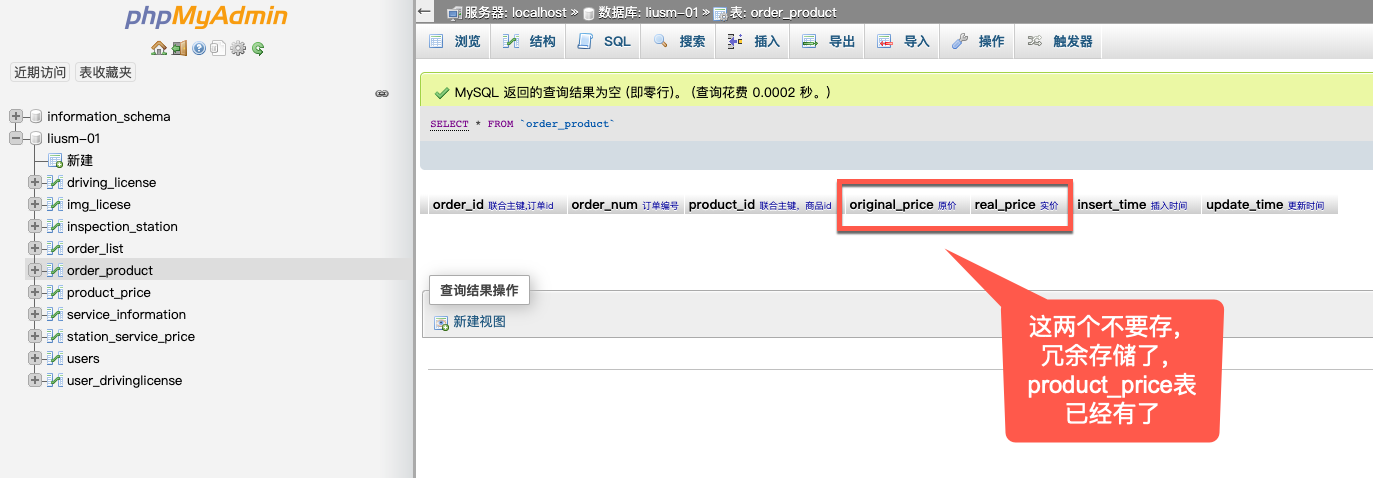 phpMyAdmin
近期访问 表收藏夹
information_schema
liusm-01
新建
driving_license
img_licese
inspection_station
order_list
order_product
product_price
service_information
station_service_price
users
user_drivinglicense
服务器: localhost » 数据库: liusm-01 » 表: order_product
浏览 结构 SQL 搜索 插入 导出 导入 操作 触发器
MySQL 返回的查询结果为空 (即零行)。 (查询花费 0.0002 秒。)
SELECT * FROM `order_product`
order_id 联合主键,订单id order_num 订单编号 product_id 联合主键，商品id original_price 原价 real_price 实价 insert_time 插入时间 update_time 更新时间
查询结果操作
新建视图
这两个不要存，
冗余存储了，
product_price表
已经有了